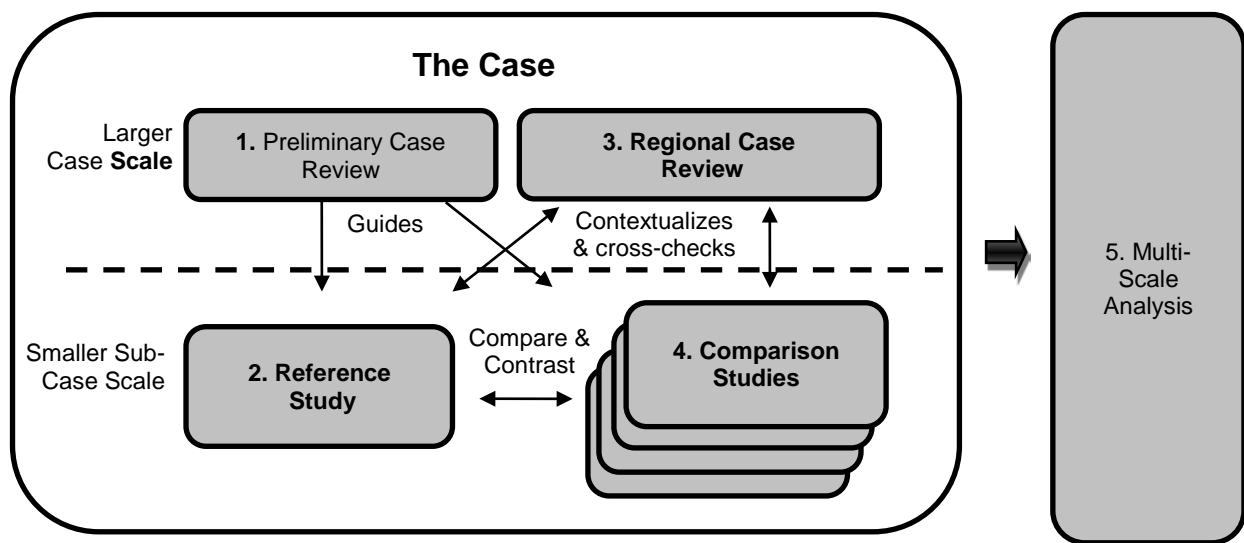 The Case
Larger
Case Scale
1. Preliminary Case
Review
3. Regional Case
Review
Guides
Contextualizes
& cross-checks
Smaller Sub-
Case Scale
2. Reference
Study
Compare &
Contrast
4. Comparison
Studies
5. Multi-
Scale
Analysis